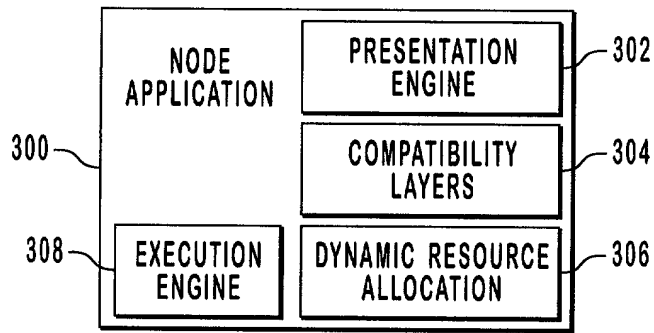 NODE
APPLICATION
PRESENTATION
ENGINE
302
300
COMPATIBILITY
LAYERS
304
308
EXECUTION
ENGINE
DYNAMIC RESOURCE
ALLOCATION
306